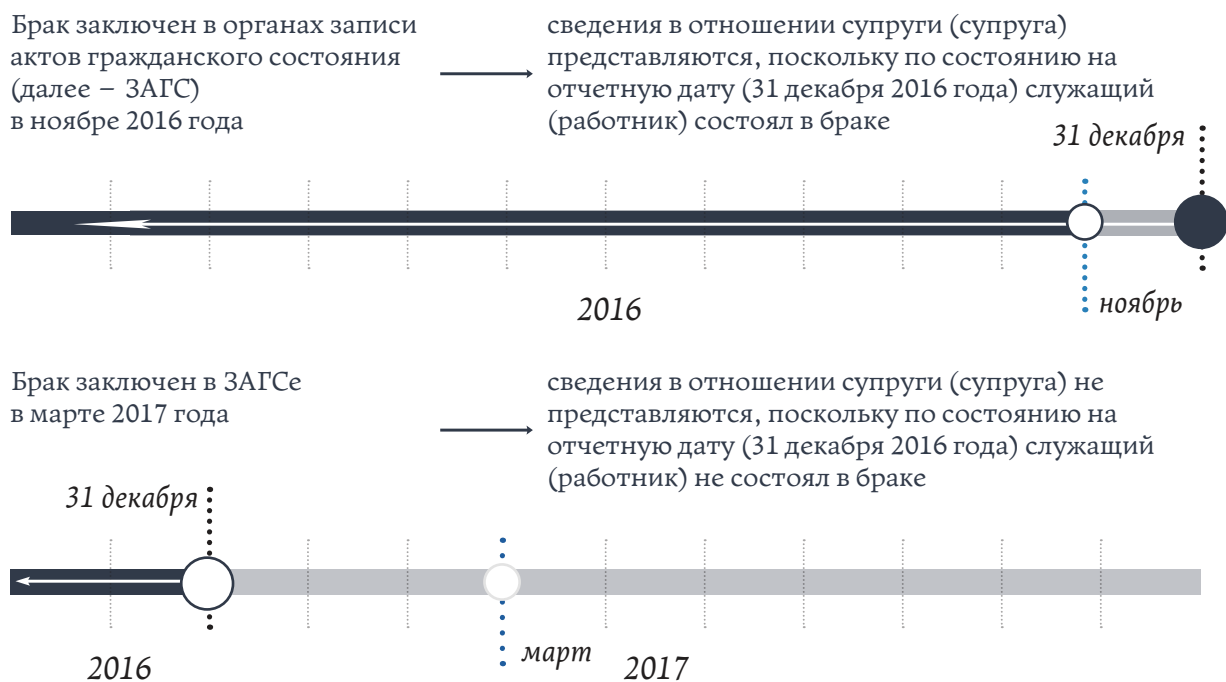 Брак заключен в органах записи
актов гражданского состояния
(далее – ЗАГС)
в ноябре 2016 года
сведения в отношении супруги (супруга)
представляются, поскольку по состоянию на
отчетную дату (31 декабря 2016 года) служащий
(работник) состоял в браке
31 декабря
2016
ноябрь
Брак заключен в ЗАГСе
в марте 2017 года
сведения в отношении супруги (супруга) не
представляются, поскольку по состоянию на
отчетную дату (31 декабря 2016 года) служащий
(работник) не состоял в браке
31 декабря
2016
март
2017